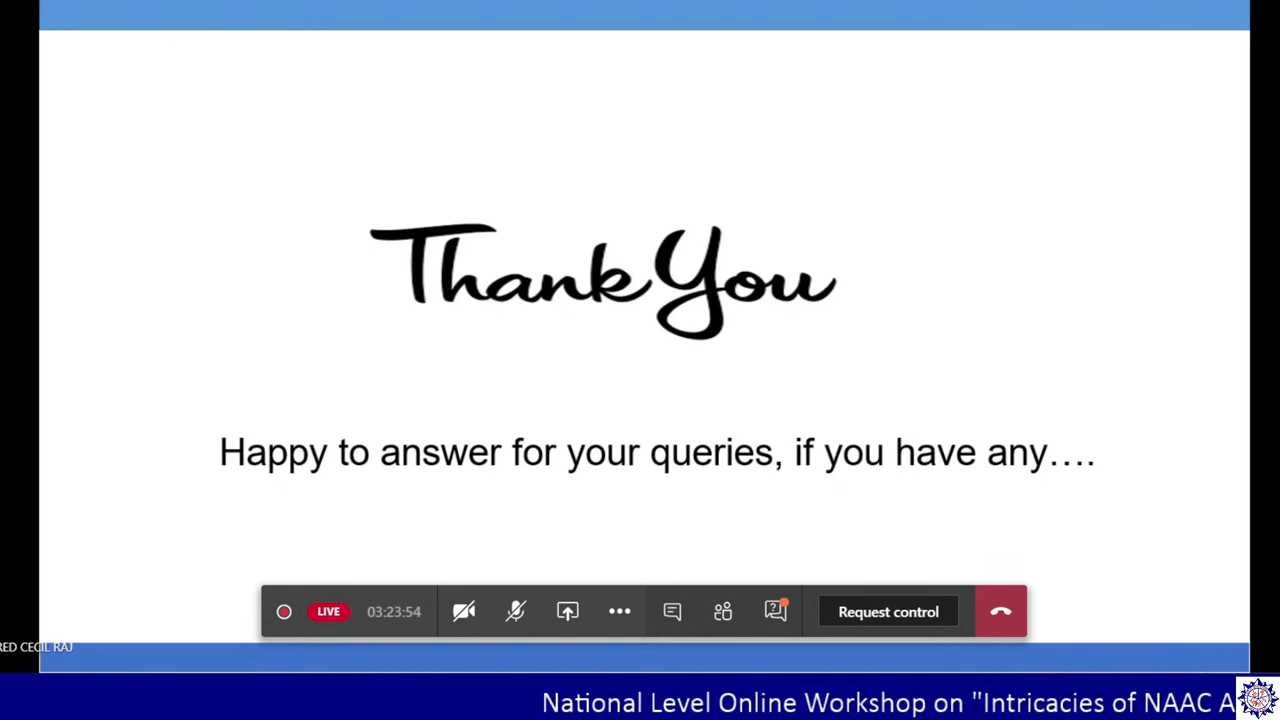 Thank You
Happy to answer for your queries, if you have any….
LIVE
03:23:54
Request control
RED CECIL RAJ
National Level Online Workshop on "Intricacies of NAAC A